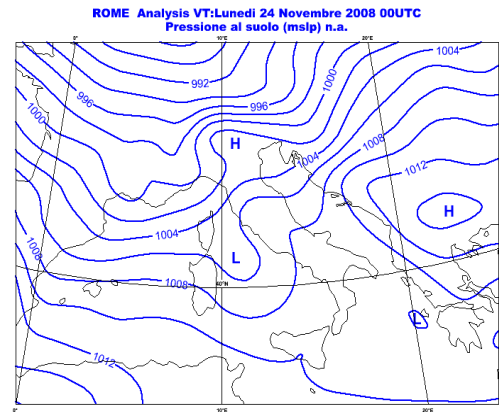 ROME Analysis VT:Lunedi 24 Novembre 2008 00UTC
Pressione al suolo (mslp) n.a.
1004
992
1000
996
996
1000
H
1008
1004
1012
H
1004
L
1008
1008
40°N
L
1012
0°
10°E
20°E